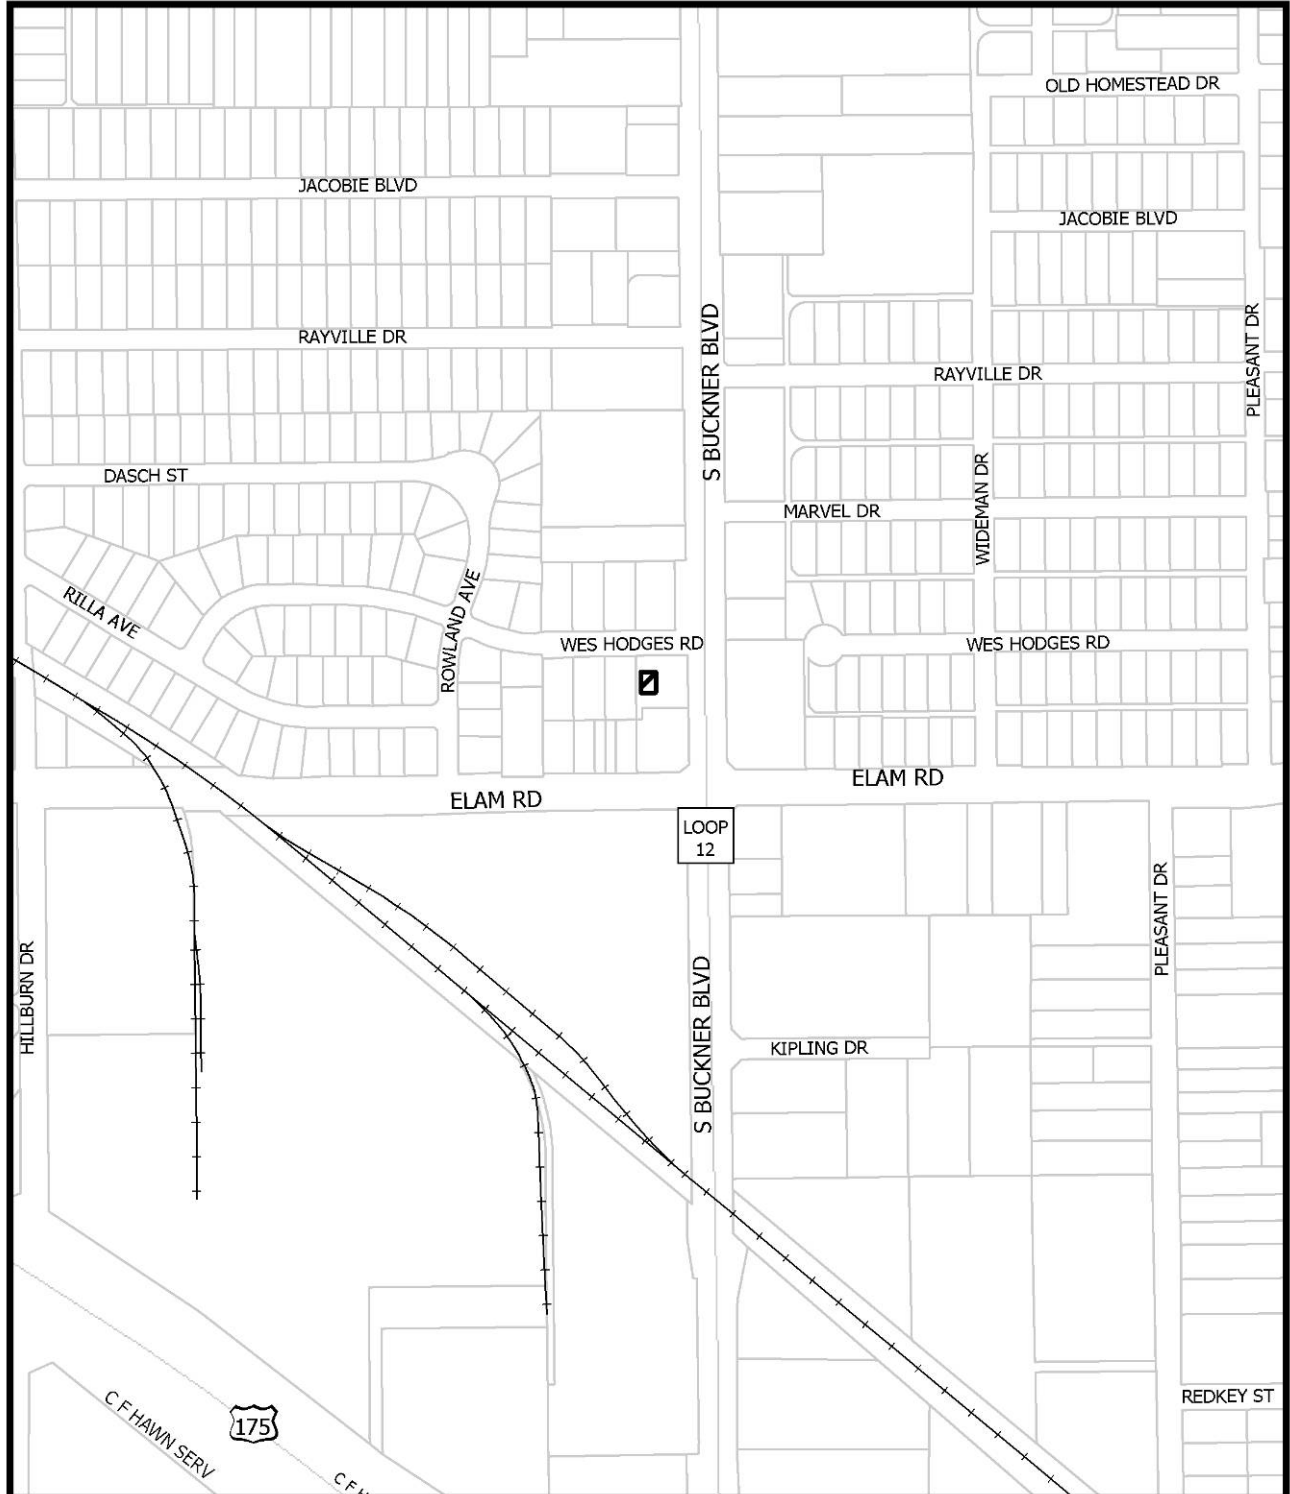 OLD HOMESTEAD DR
JACOBIE BLVD
JACOBIE BLVD
RAYVILLE DR
S BUCKNER BLVD
RAYVILLE DR
PLEASANT DR
DASCH ST
MARVEL DR
WIDEMAN DR
RILLA AVE
ROWLAND AVE
WES HODGES RD
WES HODGES RD
ELAM RD
ELAM RD
LOOP
12
HILLBURN DR
S BUCKNER BLVD
PLEASANT DR
KIPLING DR
C F HAWN SERV
175
C F
REDKEY ST